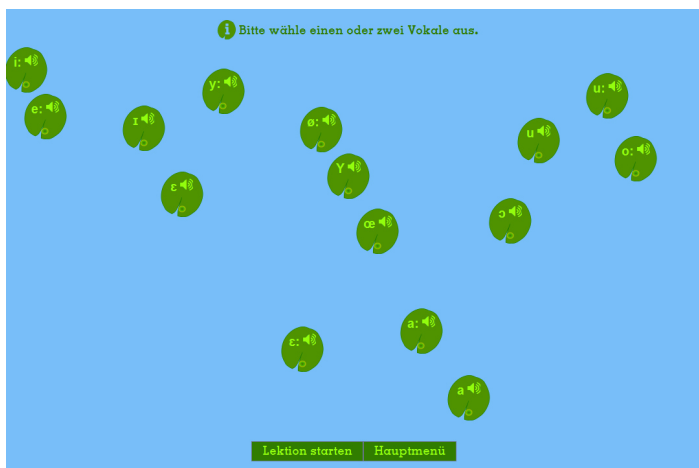 i Bitte wähle einen oder zwei Vokale aus.
i:
e:
ɪ
y:
ø:
u:
u
o:
ɛ
Y
œ
ɔ
ɛ:
a:
a
Lektion starten Hauptmenü